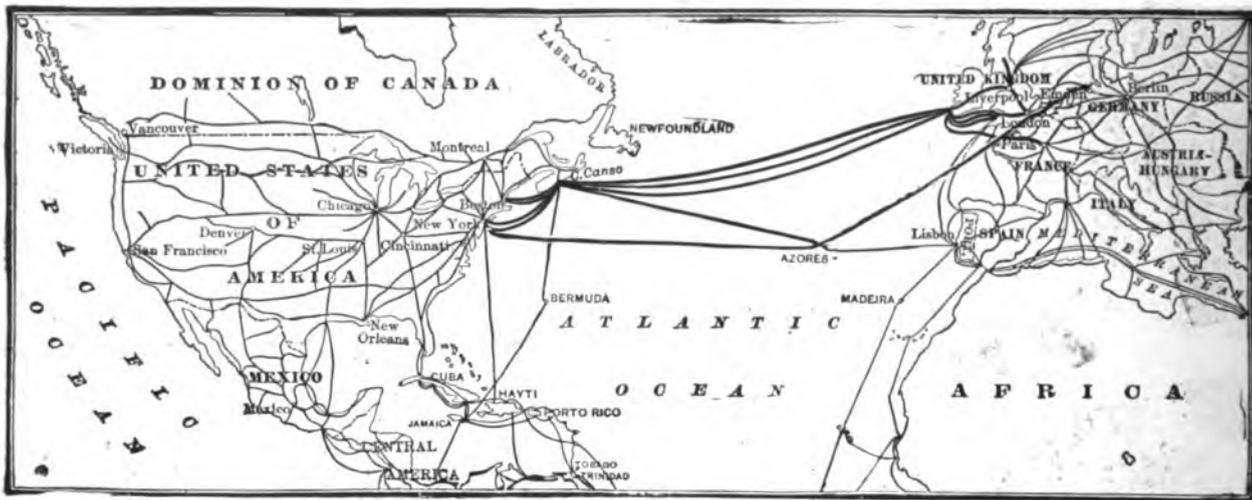 DOMINION OF CANADA
LABRADOR
NEWFOUNDLAND
Vancouver
Victoria
Montreal
C. Canso
UNITED STATES
OF
AMERICA
Chicago
Boston
New York
Denver
San Francisco
St. Louis
Cincinnati
New
Orleans
MEXICO
Mexico
CUBA
HAYTI
JAMAICA
PORTO RICO
CENTRAL
AMERICA
TOBAGO
TRINIDAD
PACIFIC
OCEAN
BERMUDA
ATLANTIC
OCEAN
AZORES
MADEIRA
UNITED KINGDOM
Liverpool
Emden
Berlin
GERMANY
RUSSIA
London
Paris
FRANCE
AUSTRIA-
HUNGARY
ITALY
Lisbon
PORT.
SPAIN
MEDITERRANEAN
SEA
AFRICA